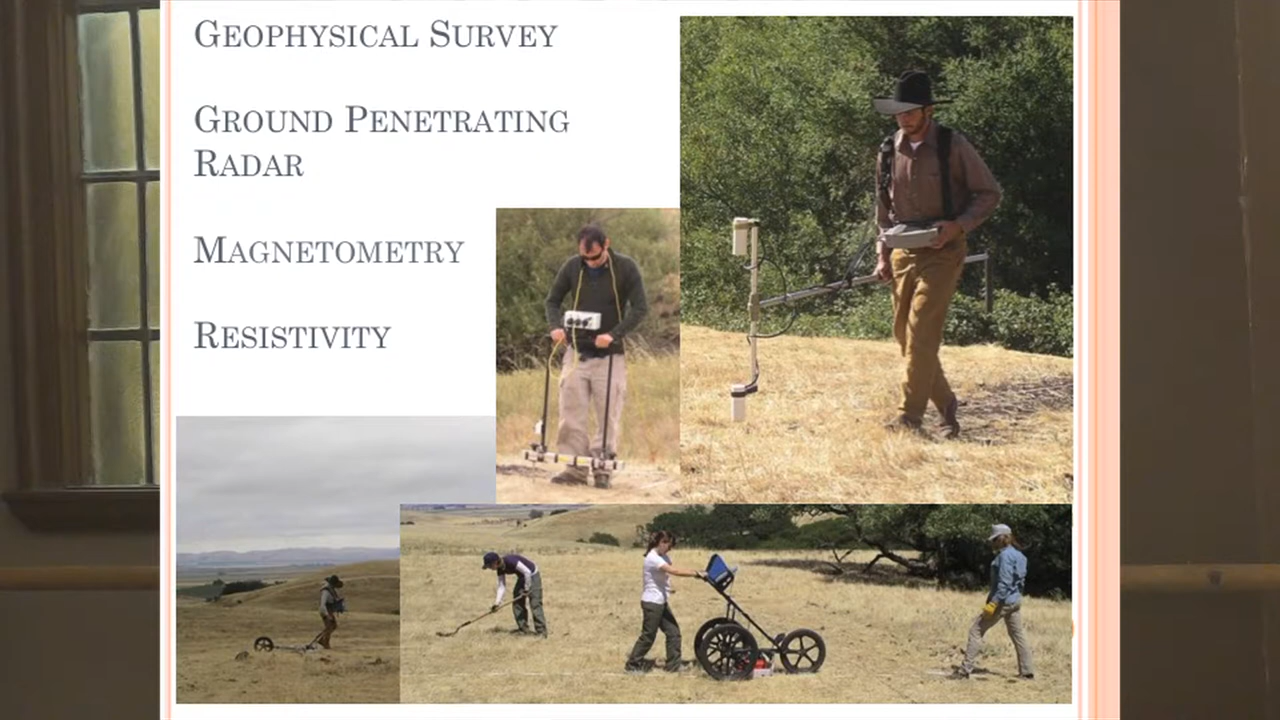 Geophysical Survey
Ground Penetrating
Radar
Magnetometry
Resistivity